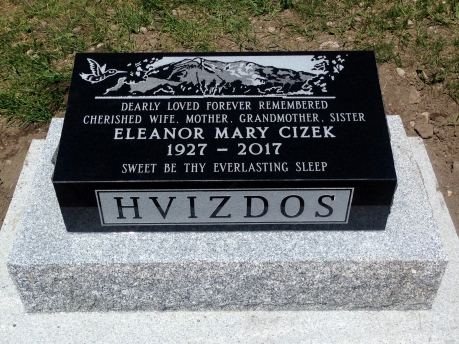 DEARLY LOVED FOREVER REMEMBERED
CHERISHED WIFE, MOTHER, GRANDMOTHER, SISTER
ELEANOR MARY CIZEK
1927 – 2017
SWEET BE THY EVERLASTING SLEEP
HVIZDOS